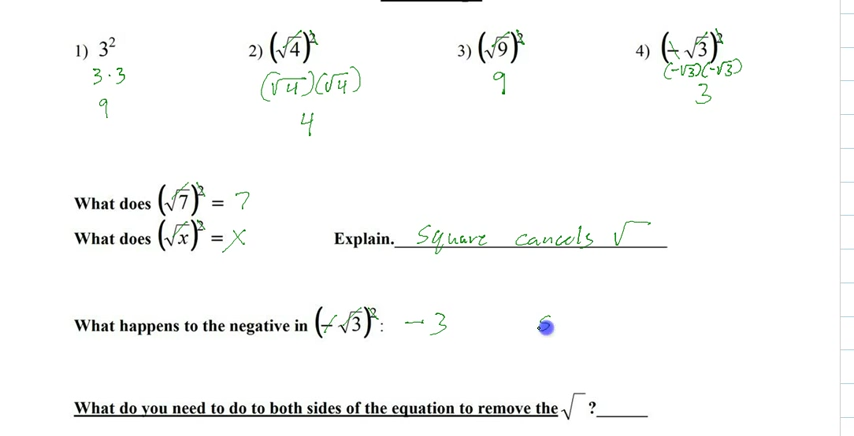 1) 3² 2) (√4)² 3) (√9)² 4) (-√3)²
3 · 3 (√4)(√4) 9 (-√3)(-√3)
9 4 3
What does (√7)² = 7
What does (√x)² = x Explain. Square cancels √
What happens to the negative in (-√3)²: - 3
What do you need to do to both sides of the equation to remove the √ ?